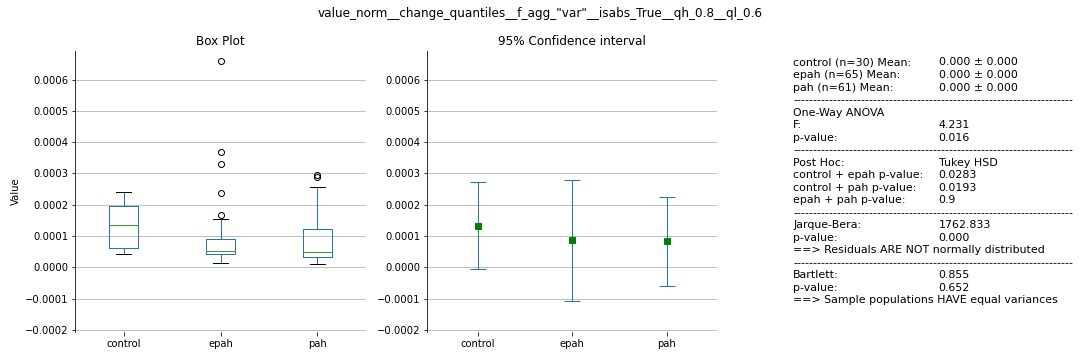 value_norm__change_quantiles__f_agg_"var"__isabs_True__qh_0.8__ql_0.6
Box Plot
Value
0.0006
0.0005
0.0004
0.0003
0.0002
0.0001
0.0000
−0.0001
−0.0002
control epah pah
95% Confidence interval
0.0006
0.0005
0.0004
0.0003
0.0002
0.0001
0.0000
−0.0001
−0.0002
control epah pah
control (n=30) Mean: 0.000 ± 0.000
epah (n=65) Mean: 0.000 ± 0.000
pah (n=61) Mean: 0.000 ± 0.000
One-Way ANOVA
F: 4.231
p-value: 0.016
Post Hoc: Tukey HSD
control + epah p-value: 0.0283
control + pah p-value: 0.0193
epah + pah p-value: 0.9
Jarque-Bera: 1762.833
p-value: 0.000
==> Residuals ARE NOT normally distributed
Bartlett: 0.855
p-value: 0.652
==> Sample populations HAVE equal variances